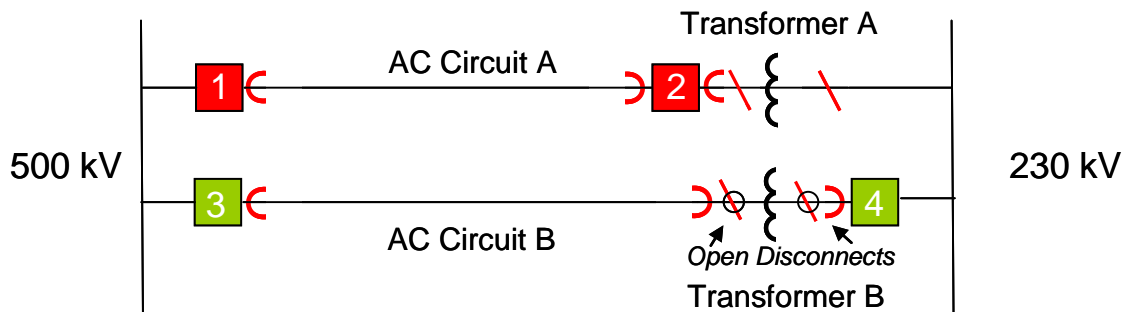 Transformer A
AC Circuit A
1
2
500 kV
230 kV
3
4
AC Circuit B
Open Disconnects
Transformer B